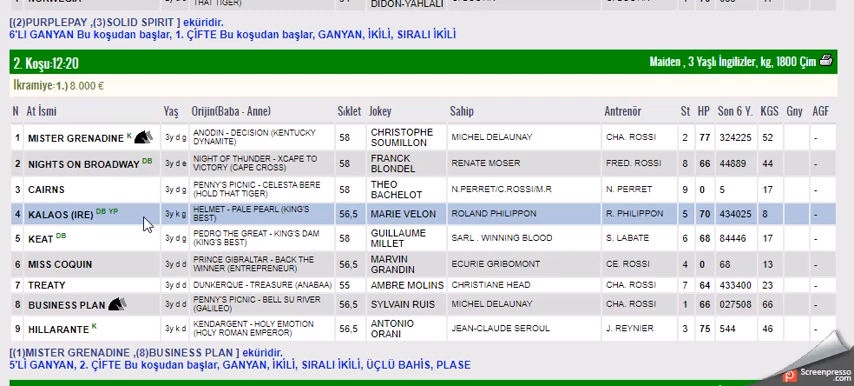 THAT TIGER)
DIDON-YAHLALI
[(2)PURPLEPAY ,(3)SOLID SPIRIT ] eküridir.
6'LI GANYAN Bu koşudan başlar, 1. ÇİFTE Bu koşudan başlar, GANYAN, İKİLİ, SIRALI İKİLİ
2. Koşu:12:20 Maiden , 3 Yaşlı İngilizler, kg, 1800 Çim
İkramiye:1.) 8.000 €
N At İsmi Yaş Orijin(Baba - Anne) Sıklet Jokey Sahip Antrenör St HP Son 6 Y. KGS Gny AGF
1 MISTER GRENADINE K 3y d g ANODIN - DECISION (KENTUCKY DYNAMITE) 58 CHRISTOPHE SOUMILLON MICHEL DELAUNAY CHA. ROSSI 2 77 324225 52 -
2 NIGHTS ON BROADWAY DB 3y d e NIGHT OF THUNDER - XCAPE TO VICTORY (CAPE CROSS) 58 FRANCK BLONDEL RENATE MOSER FRED. ROSSI 8 66 44889 44 -
3 CAIRNS 3y d g PENNY'S PICNIC - CELESTA BERE (HOLD THAT TIGER) 58 THEO BACHELOT N.PERRET/C.ROSSI/M.R N. PERRET 9 0 5 17 -
4 KALAOS (IRE) DB YP 3y k g HELMET - PALE PEARL (KING'S BEST) 56,5 MARIE VELON ROLAND PHILIPPON R. PHILIPPON 5 70 434025 8 -
5 KEAT DB 3y d g PEDRO THE GREAT - KING'S DAM (KING'S BEST) 58 GUILLAUME MILLET SARL . WINNING BLOOD S. LABATE 6 68 84446 17 -
6 MISS COQUIN 3y d d PRINCE GIBRALTAR - BACK THE WINNER (ENTREPRENEUR) 56,5 MARVIN GRANDIN ECURIE GRIBOMONT CE. ROSSI 4 0 68 13 -
7 TREATY 3y d d DUNKERQUE - TREASURE (ANABAA) 55 AMBRE MOLINS CHRISTIANE HEAD CHA. ROSSI 7 64 433400 23 -
8 BUSINESS PLAN 3y d d PENNY'S PICNIC - BELL SU RIVER (GALILEO) 56,5 SYLVAIN RUIS MICHEL DELAUNAY CHA. ROSSI 1 66 027508 66 -
9 HILLARANTE K 3y k d KENDARGENT - HOLY EMOTION (HOLY ROMAN EMPEROR) 56,5 ANTONIO ORANI JEAN-CLAUDE SEROUL J. REYNIER 3 75 544 46 -
[(1)MISTER GRENADINE ,(8)BUSINESS PLAN ] eküridir.
5'Lİ GANYAN, 2. ÇİFTE Bu koşudan başlar, GANYAN, İKİLİ, SIRALI İKİLİ, ÜÇLÜ BAHİS, PLASE
Screenpresso.com